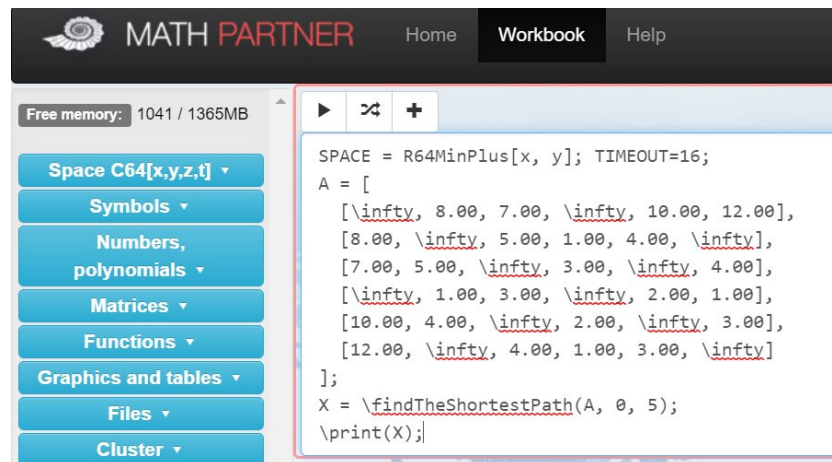 MATH PARTNER Home Workbook Help
Free memory: 1041 / 1365MB
Space C64[x,y,z,t]
Symbols
Numbers,
polynomials
Matrices
Functions
Graphics and tables
Files
Cluster
SPACE = R64MinPlus[x, y]; TIMEOUT=16;
A = [
[\infty, 8.00, 7.00, \infty, 10.00, 12.00],
[8.00, \infty, 5.00, 1.00, 4.00, \infty],
[7.00, 5.00, \infty, 3.00, \infty, 4.00],
[\infty, 1.00, 3.00, \infty, 2.00, 1.00],
[10.00, 4.00, \infty, 2.00, \infty, 3.00],
[12.00, \infty, 4.00, 1.00, 3.00, \infty]
];
X = \findTheShortestPath(A, 0, 5);
\print(X);